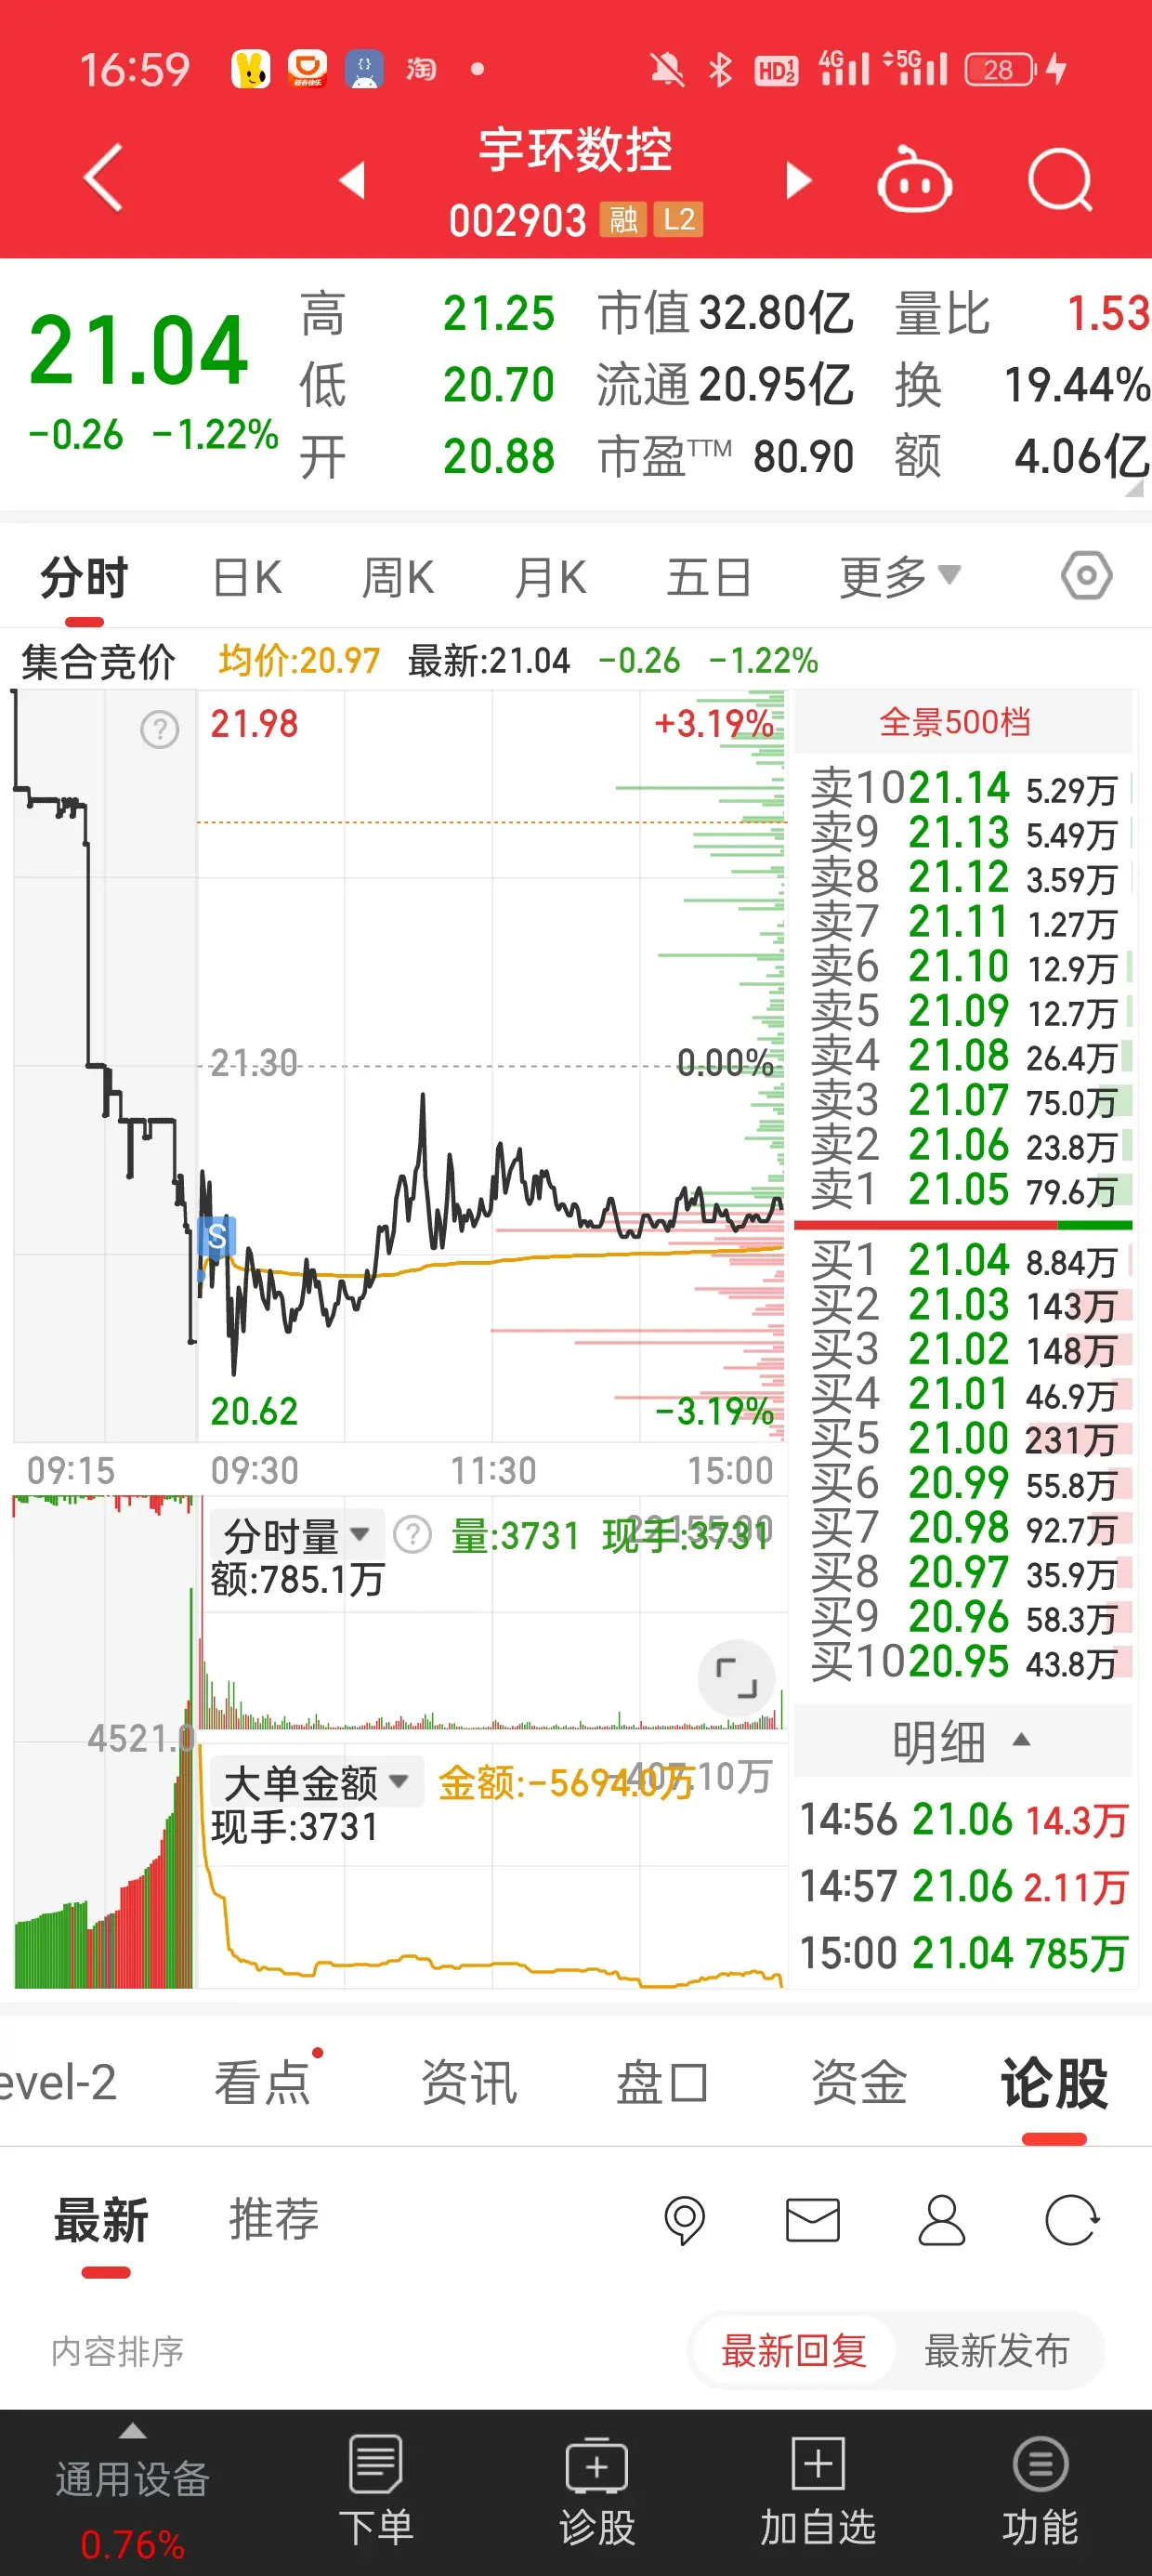 16:59 淘 HD 1 2 4G 5G 28
宇环数控
002903 融 L2
21.04
-0.26 -1.22%
高 21.25 市值 32.80亿 量比 1.53
低 20.70 流通 20.95亿 换 19.44%
开 20.88 市盈TTM 80.90 额 4.06亿
分时 日K 周K 月K 五日 更多
集合竞价 均价:20.97 最新:21.04 -0.26 -1.22%
21.98 +3.19%
21.30 0.00%
20.62 -3.19%
09:15 09:30 11:30 15:00
分时量 ? 量:3731 现手:3731
额:785.1万
4521.0
大单金额 金额:-5694.0万
现手:3731
全景500档
卖10 21.14 5.29万
卖9 21.13 5.49万
卖8 21.12 3.59万
卖7 21.11 1.27万
卖6 21.10 12.9万
卖5 21.09 12.7万
卖4 21.08 26.4万
卖3 21.07 75.0万
卖2 21.06 23.8万
卖1 21.05 79.6万
买1 21.04 8.84万
买2 21.03 143万
买3 21.02 148万
买4 21.01 46.9万
买5 21.00 231万
买6 20.99 55.8万
买7 20.98 92.7万
买8 20.97 35.9万
买9 20.96 58.3万
买10 20.95 43.8万
明细
14:56 21.06 14.3万
14:57 21.06 2.11万
15:00 21.04 785万
evel-2 看点 资讯 盘口 资金 论股
最新 推荐
内容排序 最新回复 最新发布
通用设备
0.76%
下单 诊股 加自选 功能